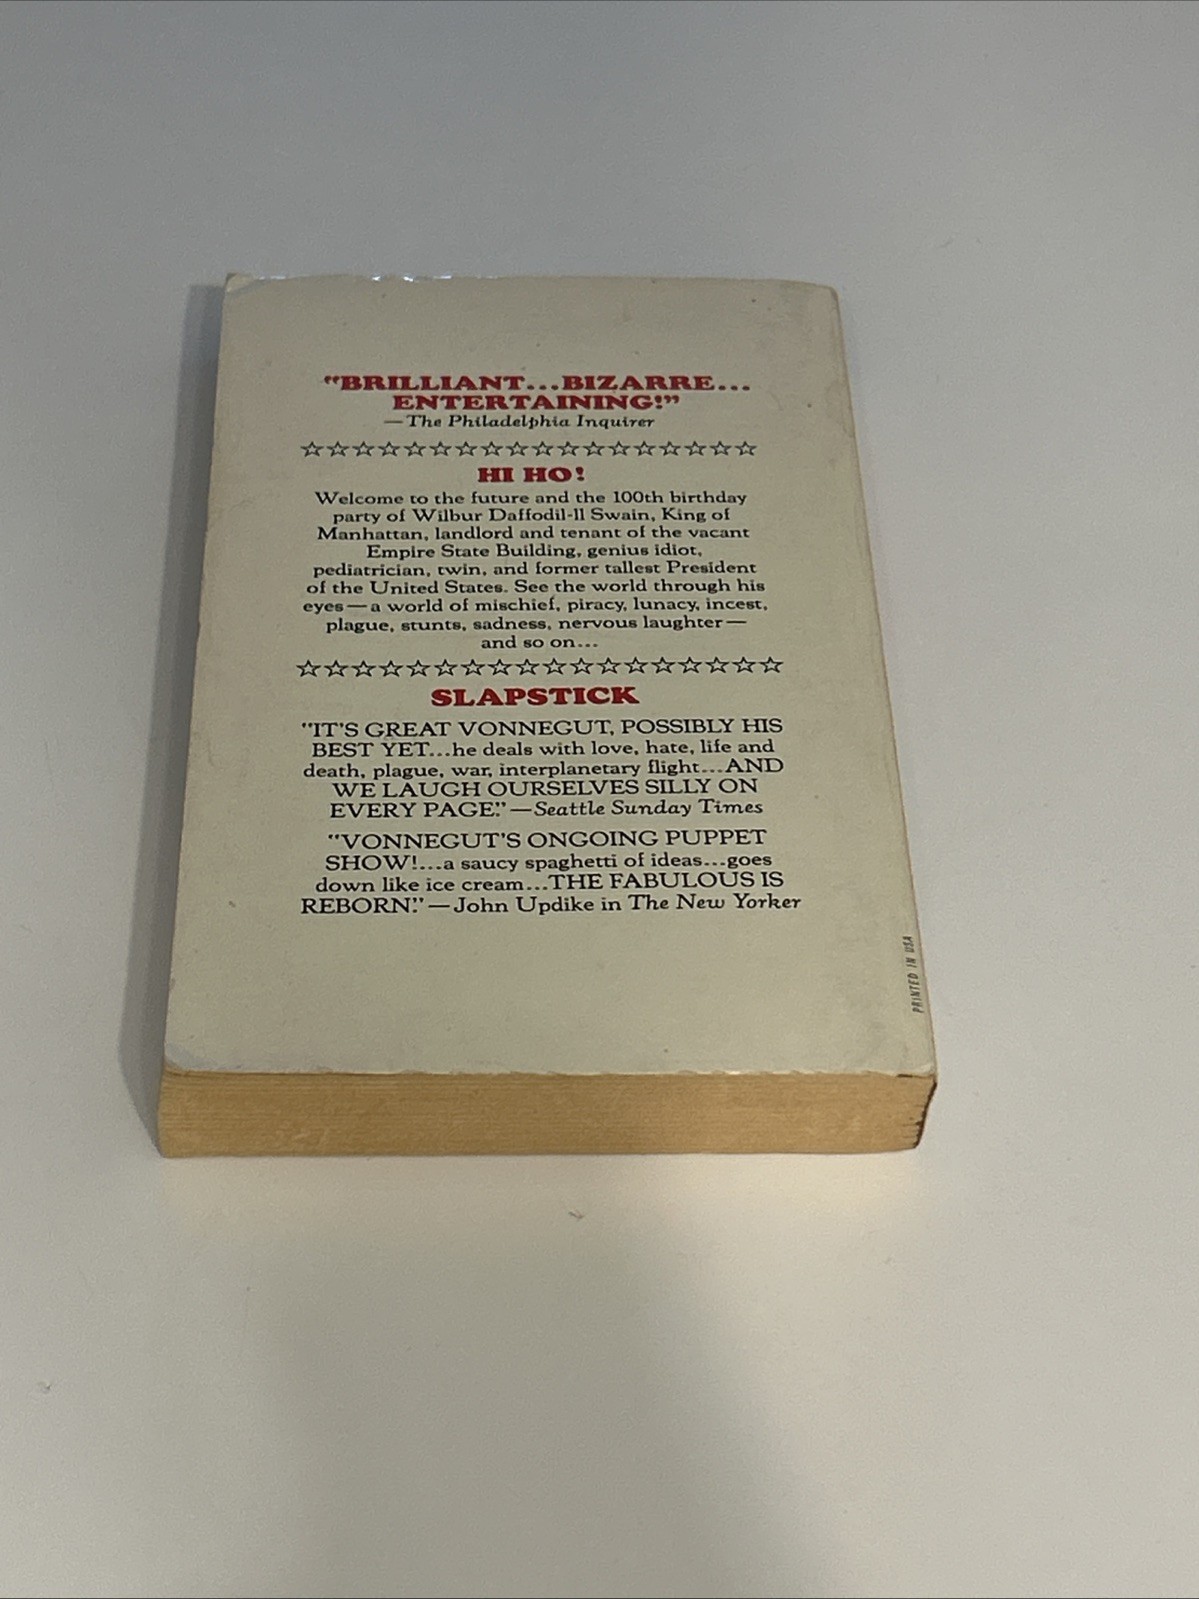 "BRILLIANT...BIZARRE...
ENTERTAINING!"
—The Philadelphia Inquirer
☆☆☆☆☆☆☆☆☆☆☆☆☆☆☆☆☆☆
HI HO!
Welcome to the future and the 100th birthday
party of Wilbur Daffodil-11 Swain, King of
Manhattan, landlord and tenant of the vacant
Empire State Building, genius idiot,
pediatrician, twin, and former tallest President
of the United States. See the world through his
eyes—a world of mischief, piracy, lunacy, incest,
plague, stunts, sadness, nervous laughter—
and so on...
☆☆☆☆☆☆☆☆☆☆☆☆☆☆☆☆☆☆
SLAPSTICK
"IT'S GREAT VONNEGUT, POSSIBLY HIS
BEST YET...he deals with love, hate, life and
death, plague, war, interplanetary flight...AND
WE LAUGH OURSELVES SILLY ON
EVERY PAGE."—Seattle Sunday Times
"VONNEGUT'S ONGOING PUPPET
SHOW!...a saucy spaghetti of ideas...goes
down like ice cream...THE FABULOUS IS
REBORN."—John Updike in The New Yorker
PRINTED IN USA